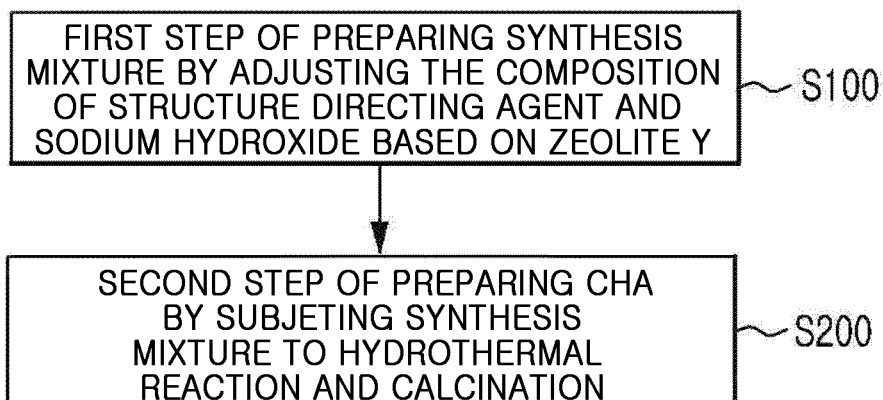 FIRST STEP OF PREPARING SYNTHESIS
MIXTURE BY ADJUSTING THE COMPOSITION
OF STRUCTURE DIRECTING AGENT AND
SODIUM HYDROXIDE BASED ON ZEOLITE Y
S100
SECOND STEP OF PREPARING CHA
BY SUBJETING SYNTHESIS
MIXTURE TO HYDROTHERMAL
REACTION AND CALCINATION
S200